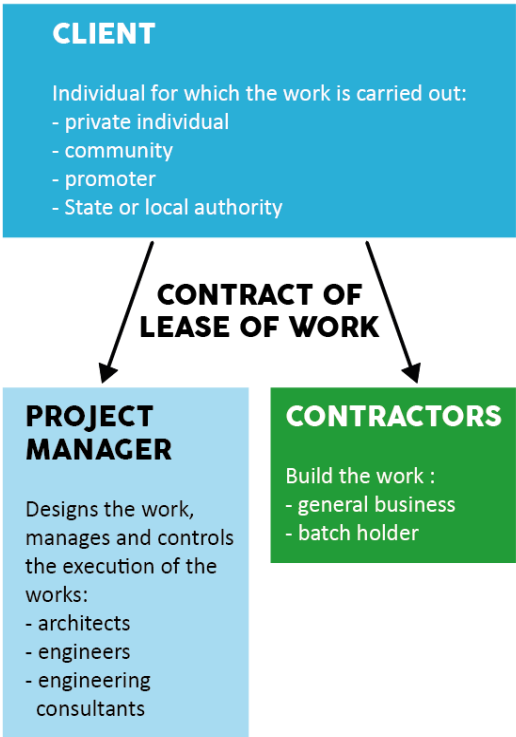 CLIENT
Individual for which the work is carried out:
- private individual
- community
- promoter
- State or local authority
CONTRACT OF
LEASE OF WORK
PROJECT
MANAGER
Designs the work,
manages and controls
the execution of the
works:
- architects
- engineers
- engineering
consultants
CONTRACTORS
Build the work :
- general business
- batch holder